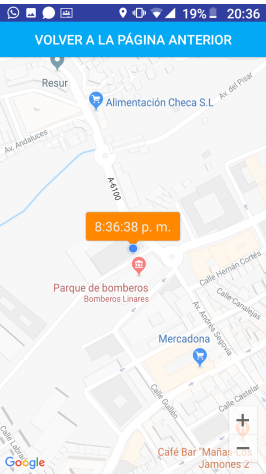 19% 20:36
VOLVER A LA PÁGINA ANTERIOR
Resur
Alimentación Checa S.L
Av. del Pisar
Av. Andaluces
A-6100
8:36:38 p. m.
Parque de bomberos
Bomberos Linares
Calle Hernán Cortés
Calle Canalejas
Av. Andrés Segovia
Mercadona
Calle Guillén
Calle Castelar
+
−
Café Bar "Mañas Los
Jamones 2"
Google